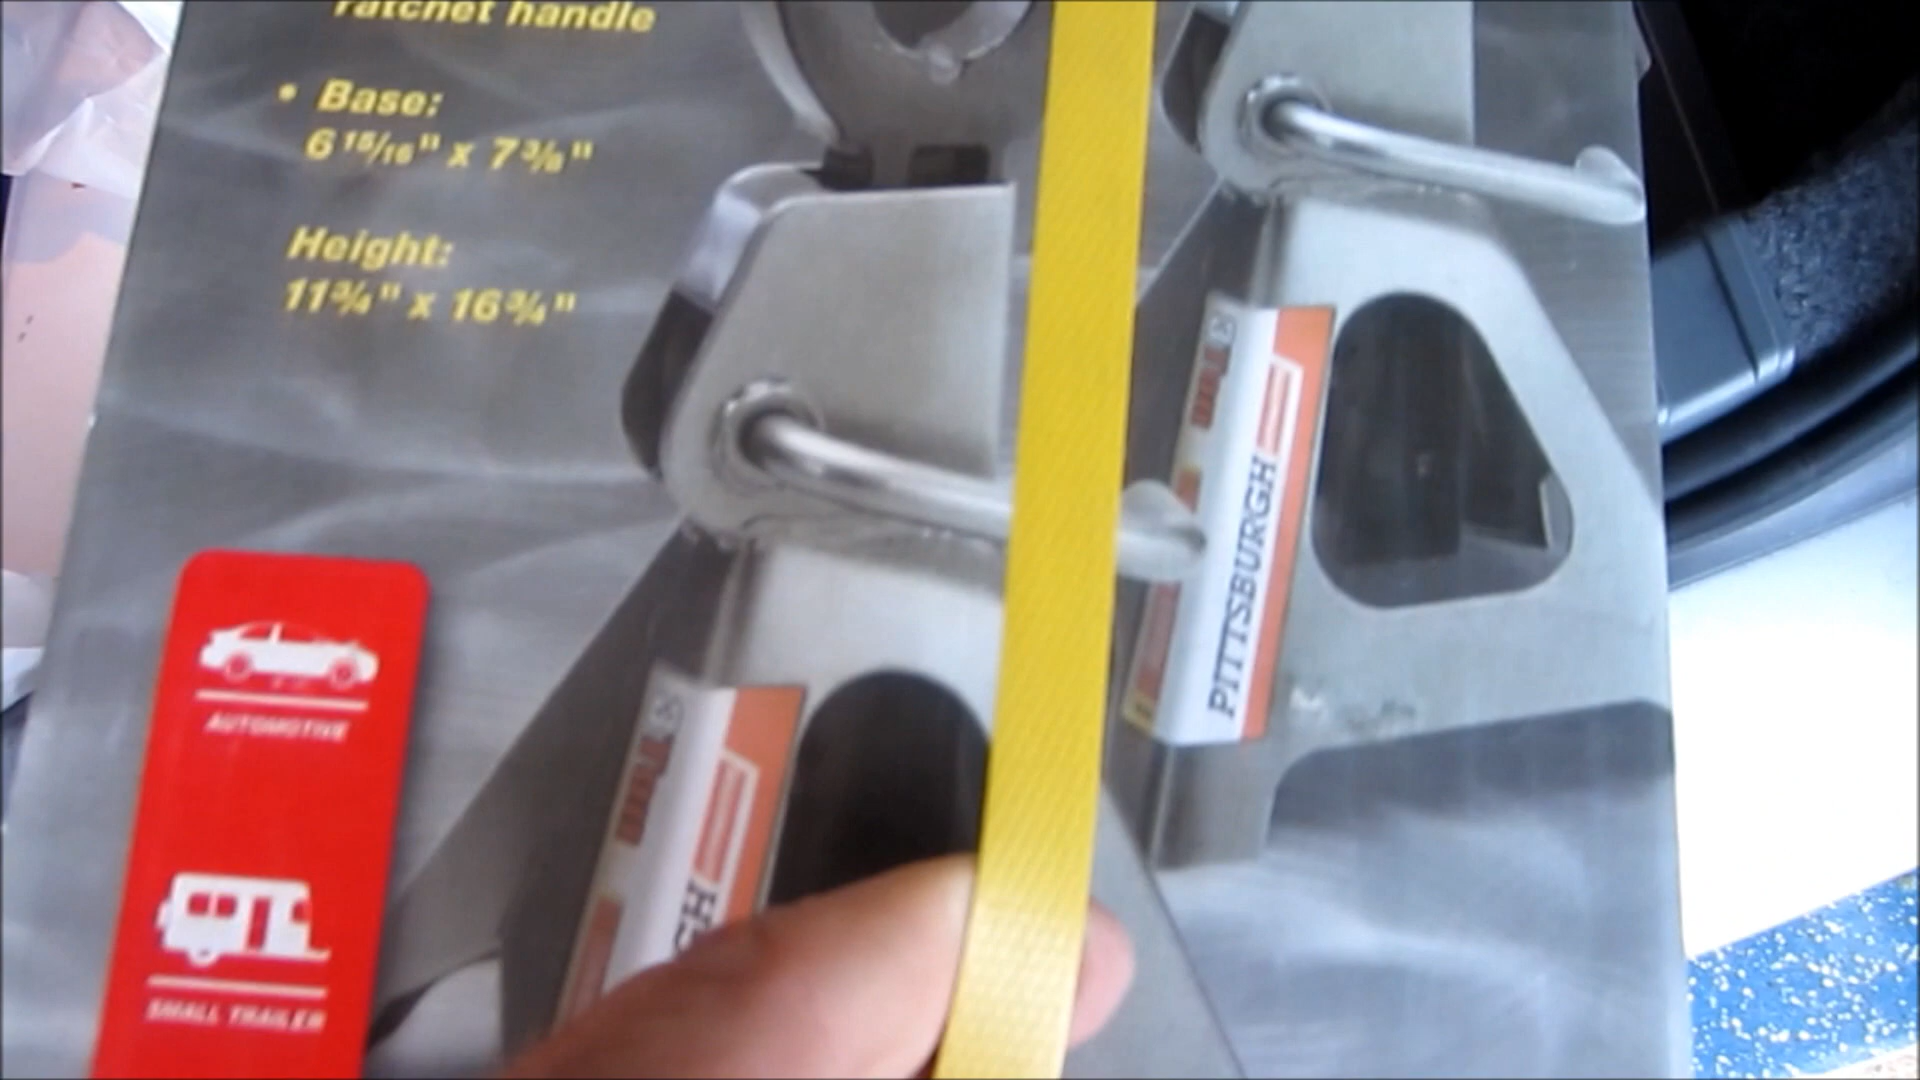 ratchet handle
• Base:
6 15/16" x 7 3/8"
Height:
11 3/4" x 16 3/4"
PITTSBURGH
AUTOMOTIVE
SMALL TRAILER